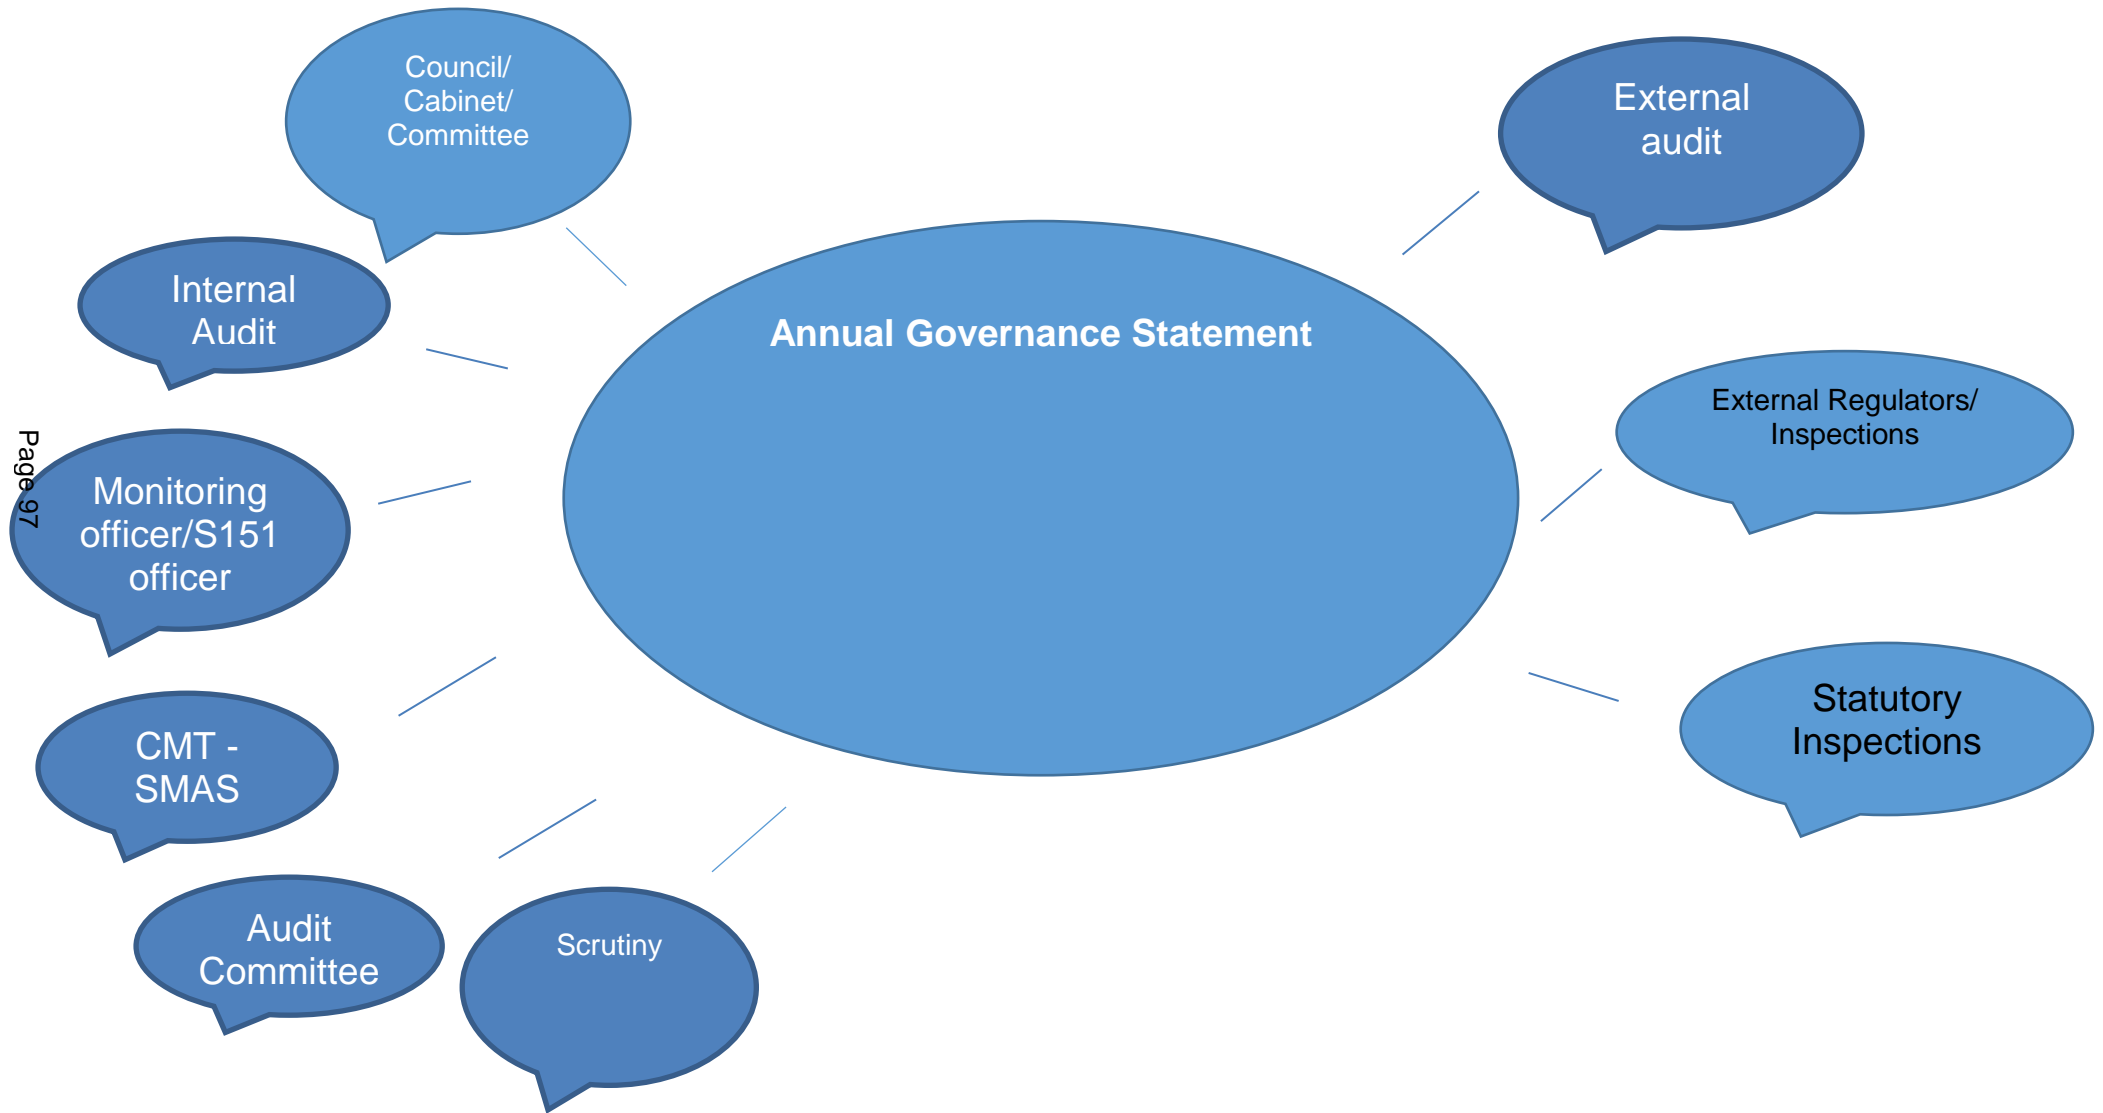 Council/
Cabinet/
Committee
External
audit
Internal
Audit
Annual Governance Statement
External Regulators/
Inspections
Page 97
Monitoring
officer/S151
officer
Statutory
Inspections
CMT -
SMAS
Audit
Committee
Scrutiny